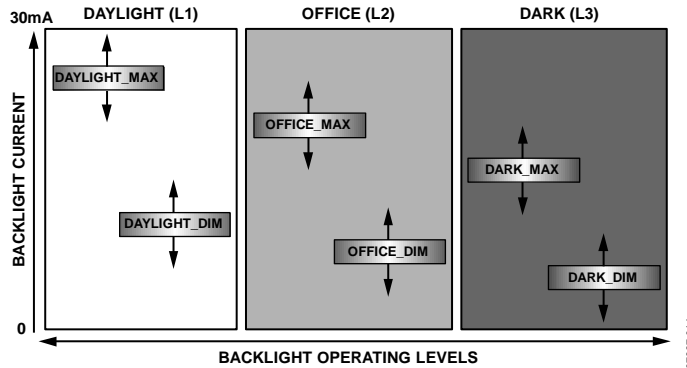 DAYLIGHT (L1)
OFFICE (L2)
DARK (L3)
30mA
DAYLIGHT_MAX
OFFICE_MAX
DARK_MAX
DAYLIGHT_DIM
OFFICE_DIM
DARK_DIM
BACKLIGHT CURRENT
0
BACKLIGHT OPERATING LEVELS